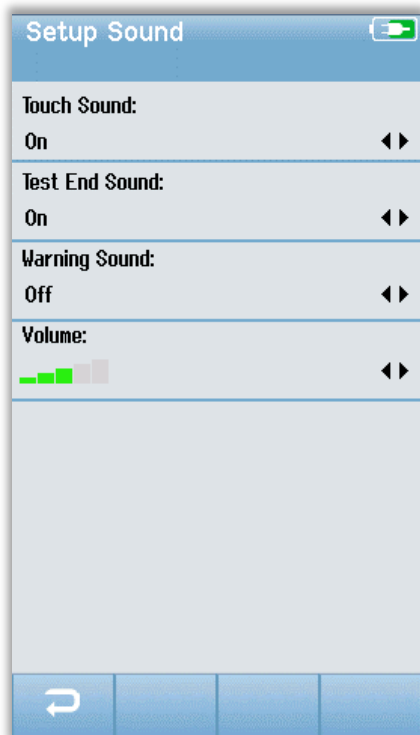 Setup Sound
Touch Sound:
On
Test End Sound:
On
Warning Sound:
Off
Volume: